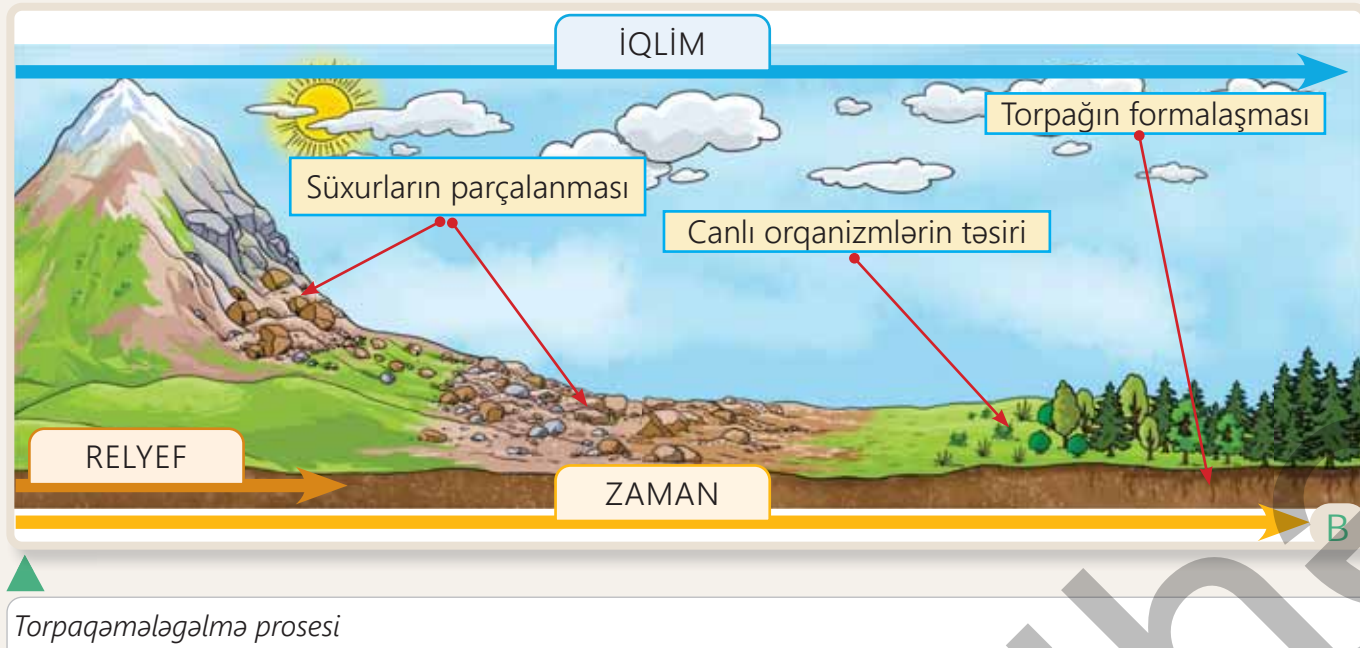 İQLİM
Torpağın formalaşması
Süxurların parçalanması
Canlı orqanizmlərin təsiri
RELYEF
ZAMAN
B
Torpaqəmələgəlmə prosesi